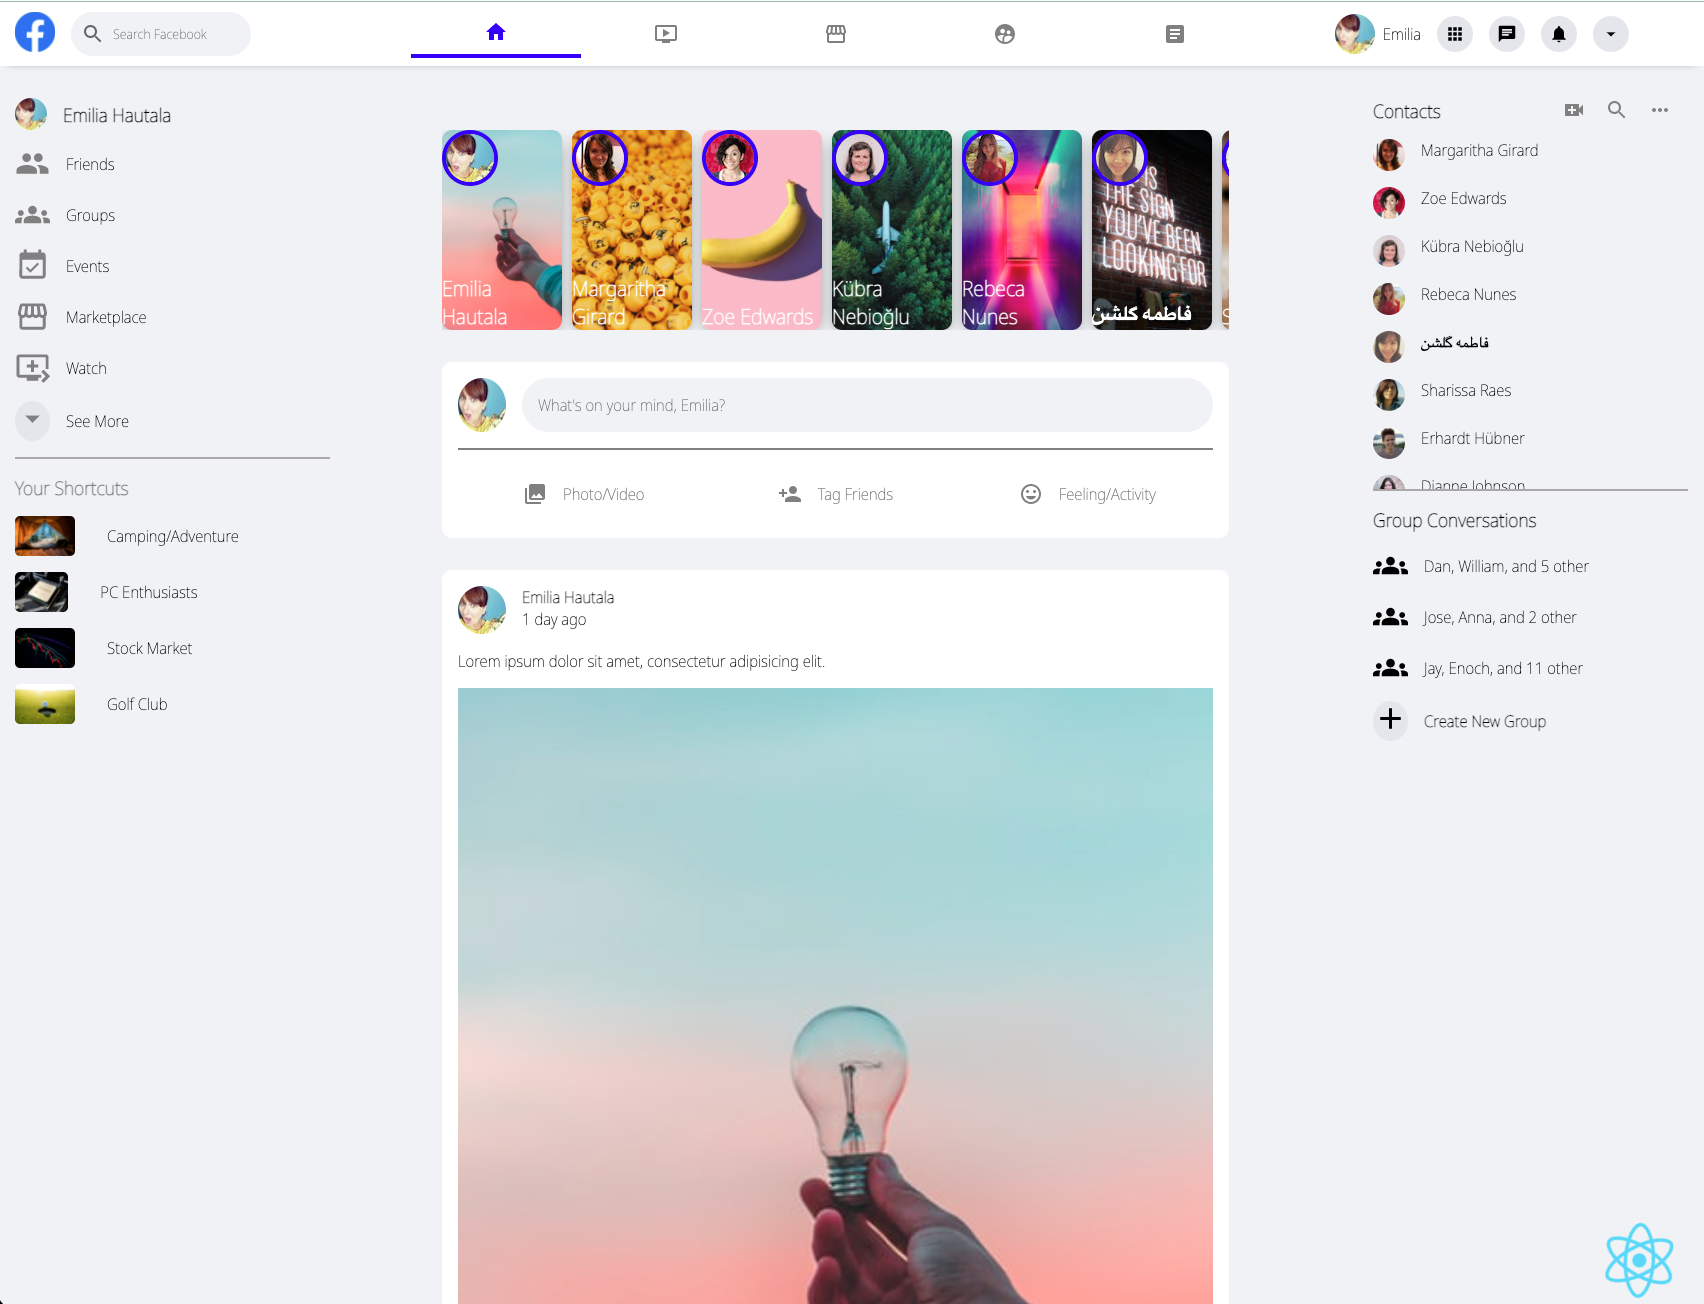 Search Facebook
Emilia
Emilia Hautala
Friends
Groups
Events
Marketplace
Watch
See More
Your Shortcuts
Camping/Adventure
PC Enthusiasts
Stock Market
Golf Club
Emilia
Hautala
Margaritha
Girard
Zoe Edwards
Kübra
Nebioğlu
Rebeca
Nunes
IS
THE SIGN
YOU'VE BEEN
LOOKING FOR
فاطمه گلشن
S
What's on your mind, Emilia?
Photo/Video
Tag Friends
Feeling/Activity
Emilia Hautala
1 day ago
Lorem ipsum dolor sit amet, consectetur adipisicing elit.
Contacts
Margaritha Girard
Zoe Edwards
Kübra Nebioğlu
Rebeca Nunes
فاطمه گلشن
Sharissa Raes
Erhardt Hübner
Dianne Johnson
Group Conversations
Dan, William, and 5 other
Jose, Anna, and 2 other
Jay, Enoch, and 11 other
Create New Group